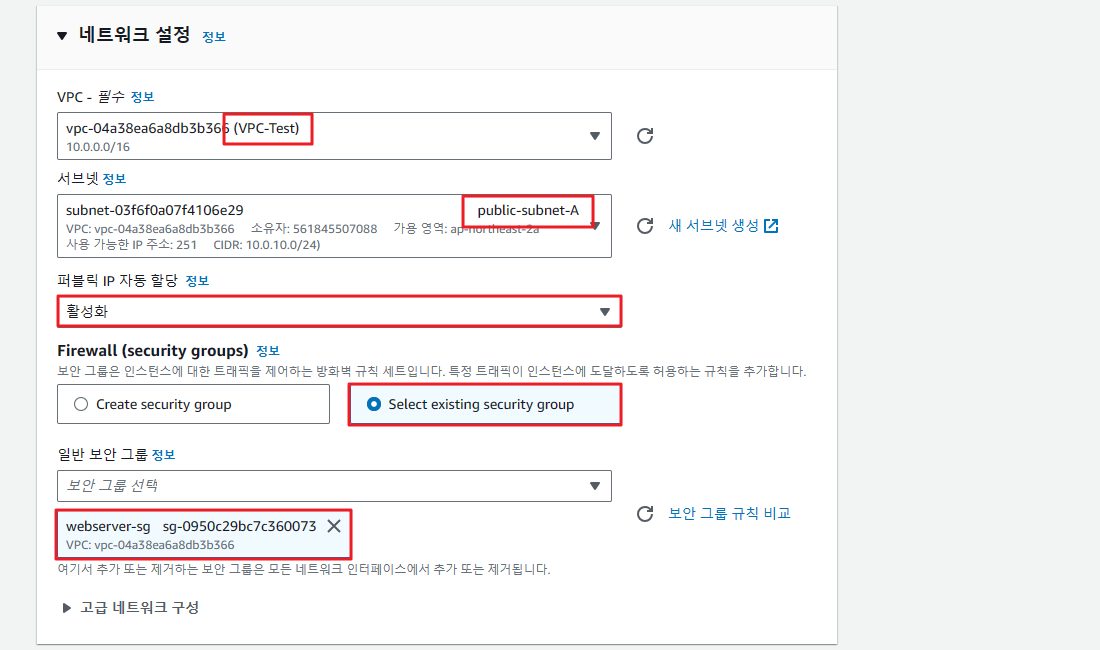 네트워크 설정 정보
VPC - 필수 정보
vpc-04a38ea6a8db3b366 (VPC-Test)
10.0.0.0/16
서브넷 정보
subnet-03f6f0a07f4106e29 public-subnet-A
VPC: vpc-04a38ea6a8db3b366 소유자: 561845507088 가용 영역: ap-northeast-2a
사용 가능한 IP 주소: 251 CIDR: 10.0.10.0/24)
새 서브넷 생성
퍼블릭 IP 자동 할당 정보
활성화
Firewall (security groups) 정보
보안 그룹은 인스턴스에 대한 트래픽을 제어하는 방화벽 규칙 세트입니다. 특정 트래픽이 인스턴스에 도달하도록 허용하는 규칙을 추가합니다.
Create security group
Select existing security group
일반 보안 그룹 정보
보안 그룹 선택
webserver-sg sg-0950c29bc7c360073
VPC: vpc-04a38ea6a8db3b366
보안 그룹 규칙 비교
여기서 추가 또는 제거하는 보안 그룹은 모든 네트워크 인터페이스에서 추가 또는 제거됩니다.
고급 네트워크 구성